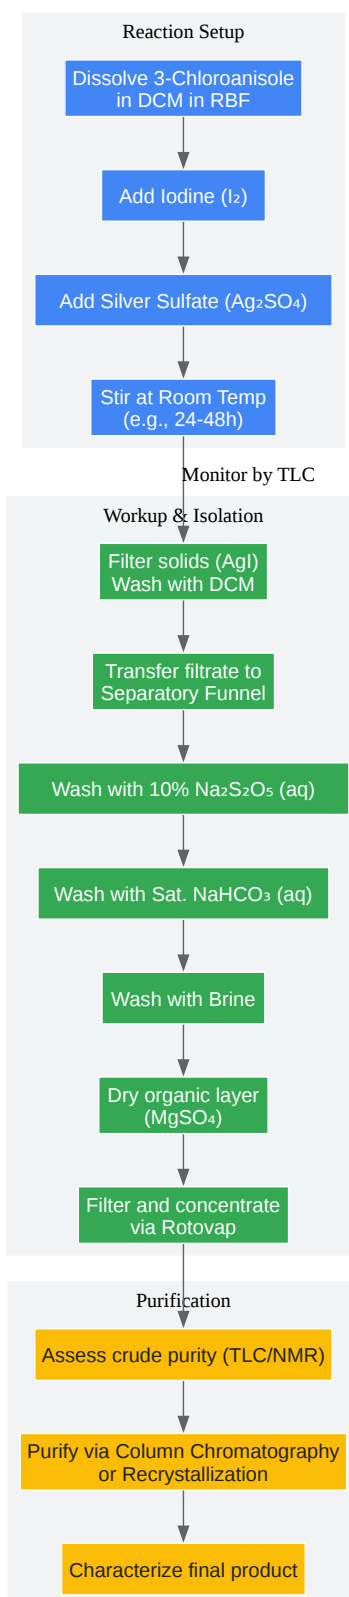 Reaction Setup
Dissolve 3-Chloroanisole
in DCM in RBF
Add Iodine (I₂)
Add Silver Sulfate (Ag₂SO₄)
Stir at Room Temp
(e.g., 24-48h)
Monitor by TLC
Workup & Isolation
Filter solids (AgI)
Wash with DCM
Transfer filtrate to
Separatory Funnel
Wash with 10% Na₂S₂O₅ (aq)
Wash with Sat. NaHCO₃ (aq)
Wash with Brine
Dry organic layer
(MgSO₄)
Filter and concentrate
via Rotovap
Purification
Assess crude purity (TLC/NMR)
Purify via Column Chromatography
or Recrystallization
Characterize final product